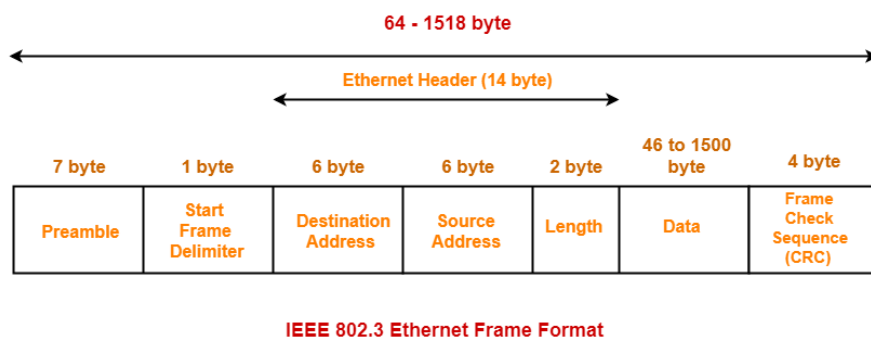 64 - 1518 byte
Ethernet Header (14 byte)
7 byte
1 byte
6 byte
6 byte
2 byte
46 to 1500
byte
4 byte
Preamble
Start
Frame
Delimiter
Destination
Address
Source
Address
Length
Data
Frame
Check
Sequence
(CRC)
IEEE 802.3 Ethernet Frame Format